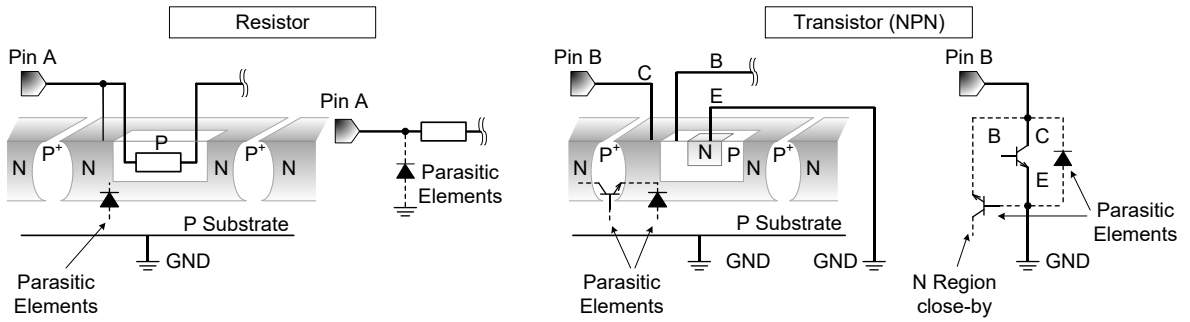 Resistor
Transistor (NPN)
Pin A
Pin A
N
P+
N
P
N
P+
N
Parasitic
Elements
P Substrate
GND
Parasitic
Elements
Pin B
C
B
E
N
P+
N
N
P
N
P+
N
P Substrate
GND
GND
Parasitic
Elements
Pin B
B
C
E
Parasitic
Elements
GND
N Region
close-by